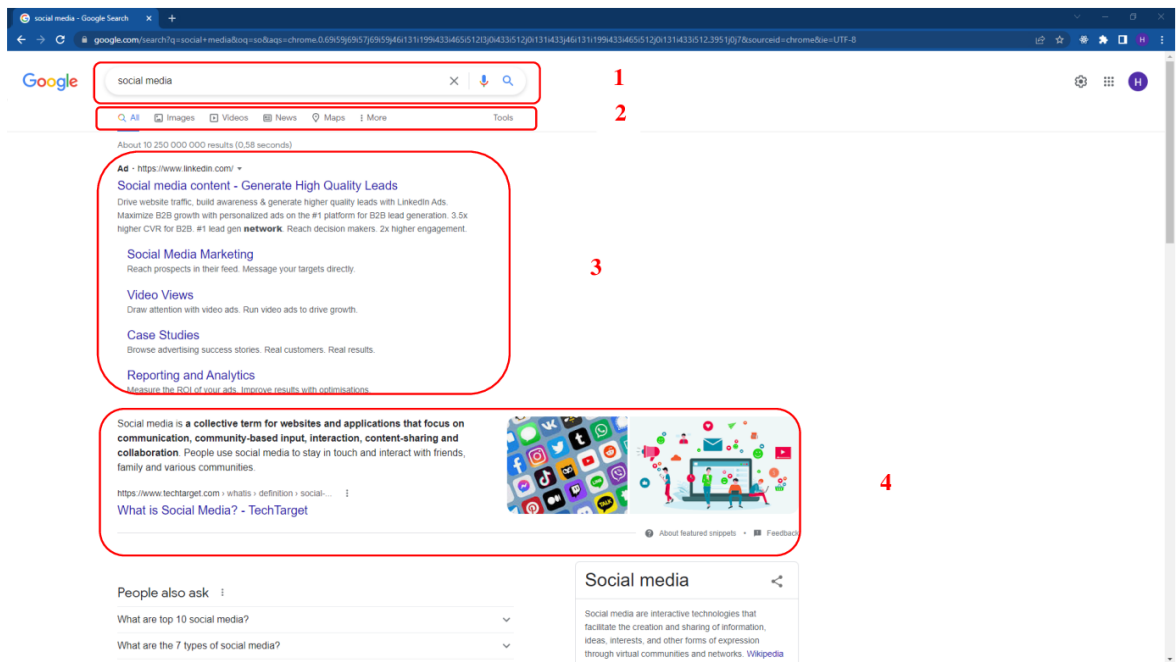 social media - Google Search
google.com/search?q=social+media&oq=so&aqs=chrome.0.69i59j69i57j69i59j46i131i199i433i465i512l3j0i433i512j0i131i433j46i131i199i433i465i512j0i131i433i512.3951j0j7&sourceid=chrome&ie=UTF-8
H
Google
social media
1
H
All Images Videos News Maps More Tools
2
About 10 250 000 000 results (0,58 seconds)
Ad · https://www.linkedin.com/
Social media content - Generate High Quality Leads
Drive website traffic, build awareness & generate higher quality leads with LinkedIn Ads.
Maximize B2B growth with personalized ads on the #1 platform for B2B lead generation. 3.5x
higher CVR for B2B. #1 lead gen network. Reach decision makers. 2x higher engagement.
Social Media Marketing
Reach prospects in their feed. Message your targets directly.
3
Video Views
Draw attention with video ads. Run video ads to drive growth.
Case Studies
Browse advertising success stories. Real customers. Real results.
Reporting and Analytics
Measure the ROI of your ads. Improve results with optimisations.
Social media is a collective term for websites and applications that focus on
communication, community-based input, interaction, content-sharing and
collaboration. People use social media to stay in touch and interact with friends,
family and various communities.
4
https://www.techtarget.com › whatis › definition › social-...
What is Social Media? - TechTarget
About featured snippets • Feedback
People also ask
What are top 10 social media?
What are the 7 types of social media?
Social media
Social media are interactive technologies that
facilitate the creation and sharing of information,
ideas, interests, and other forms of expression
through virtual communities and networks. Wikipedia